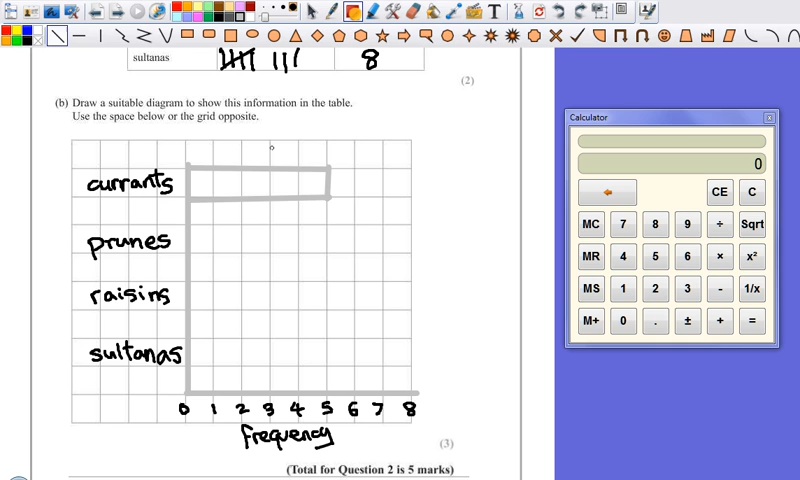 sultanas 8
(2)
(b) Draw a suitable diagram to show this information in the table.
Use the space below or the grid opposite.
currants
prunes
raisins
sultanas
0 1 2 3 4 5 6 7 8
frequency
(3)
(Total for Question 2 is 5 marks)
Calculator
0
CE C
MC 7 8 9 ÷ Sqrt
MR 4 5 6 × x²
MS 1 2 3 - 1/x
M+ 0 . ± + =